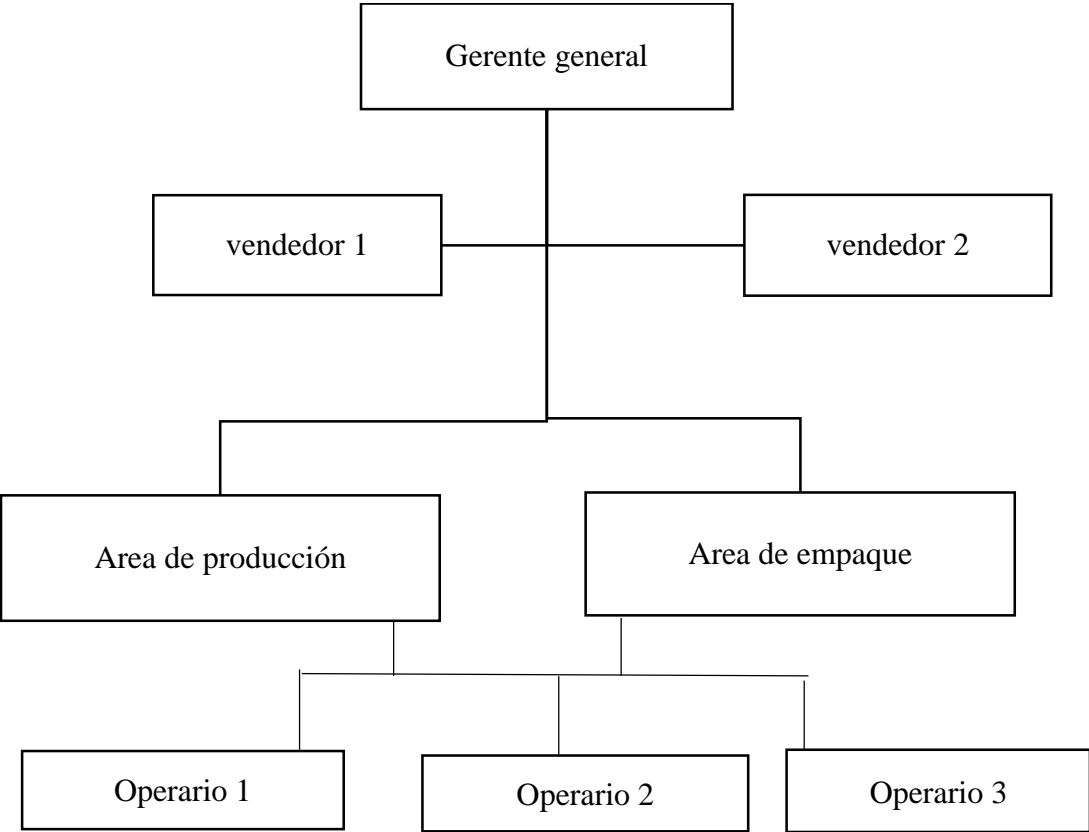 Gerente general
vendedor 1
vendedor 2
Area de producción
Area de empaque
Operario 1
Operario 2
Operario 3